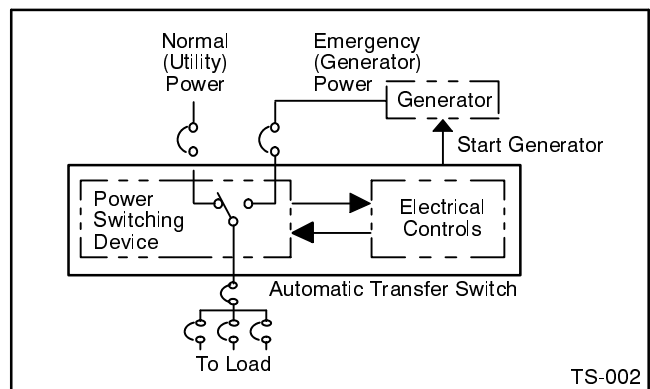 Normal
(Utility)
Power
Emergency
(Generator)
Power
Generator
Start Generator
Power
Switching
Device
Electrical
Controls
Automatic Transfer Switch
To Load
TS-002